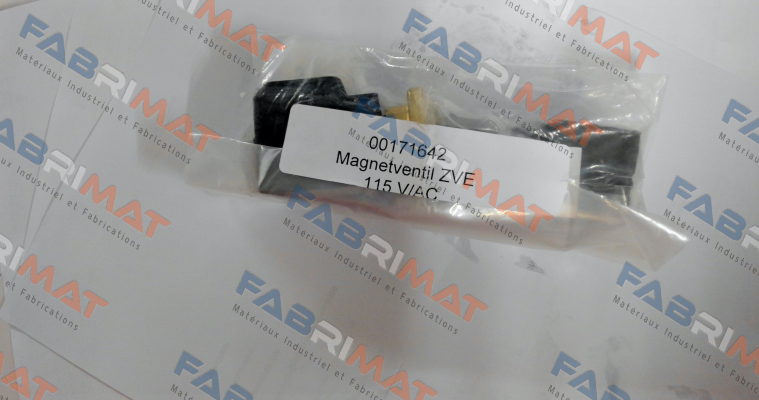 00171642
Magnetventil ZVE
115 V/AC
FABRIMAT
Materiaux Industriel et Fabrications